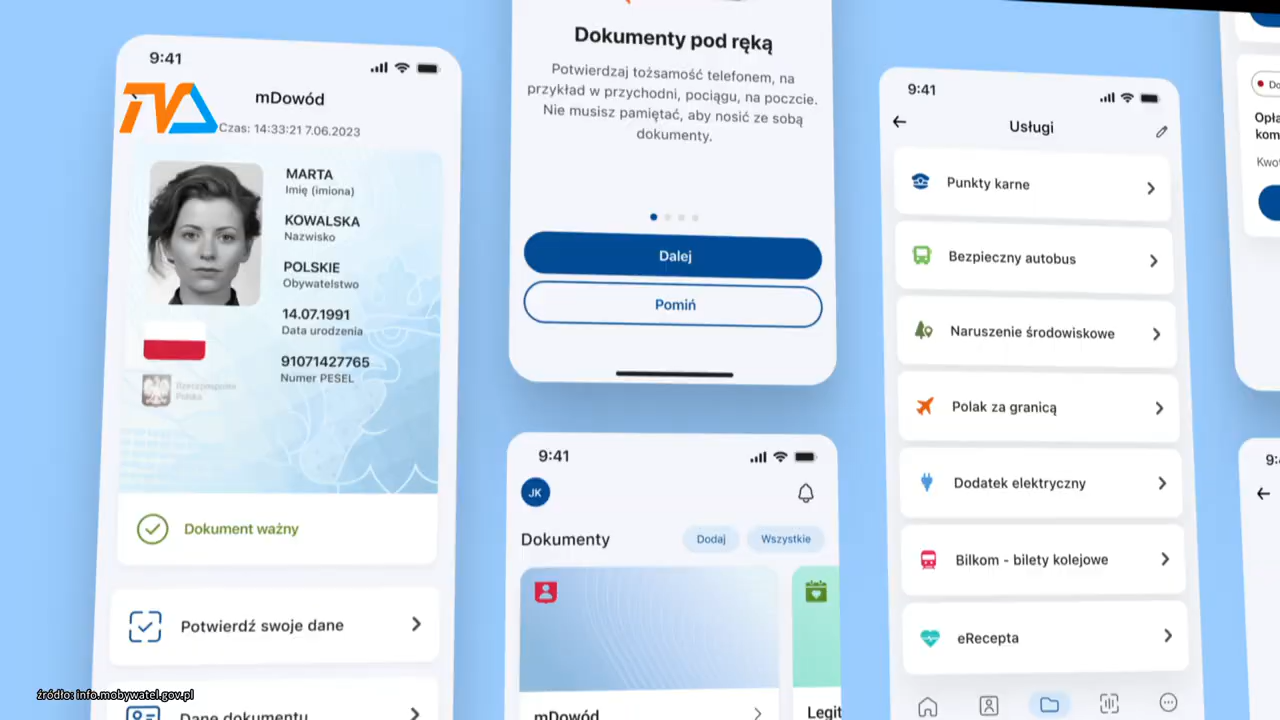 9:41
mDowód
TVA
Czas: 14:33:21 7.06.2023
MARTA
Imię (imiona)
KOWALSKA
Nazwisko
POLSKIE
Obywatelstwo
14.07.1991
Data urodzenia
91071427765
Numer PESEL
Rzeczpospolita
Polska
Dokument ważny
Potwierdź swoje dane
Dane dokumentu
źródło: info.mobywatel.gov.pl
Dokumenty pod ręką
Potwierdzaj tożsamość telefonem, na
przykład w przychodni, pociągu, na poczcie.
Nie musisz pamiętać, aby nosić ze sobą
dokumenty.
Dalej
Pomiń
9:41
JK
Dokumenty
Dodaj
Wszystkie
mDowód
Legit
9:41
Usługi
Punkty karne
Bezpieczny autobus
Naruszenie środowiskowe
Polak za granicą
Dodatek elektryczny
Bilkom - bilety kolejowe
eRecepta